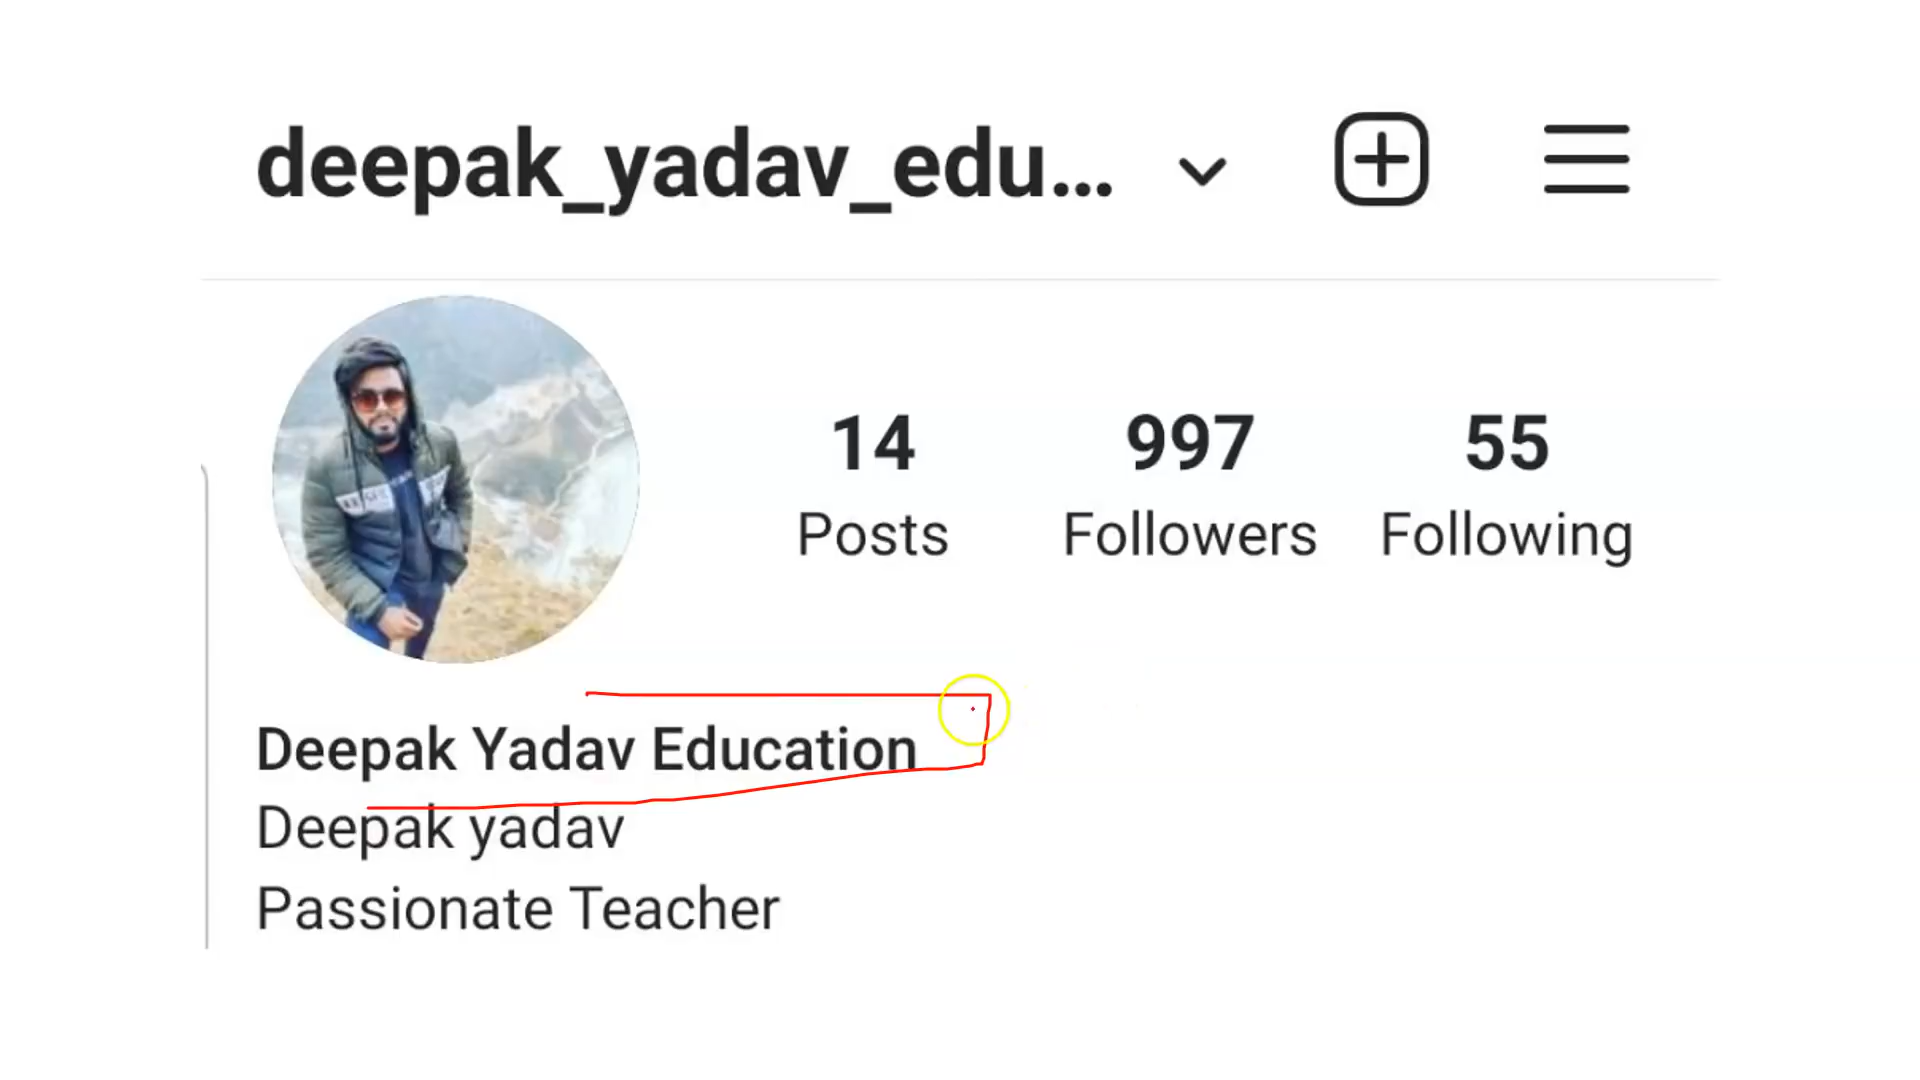 deepak_yadav_edu...
14 997 55
Posts Followers Following
Deepak Yadav Education
Deepak yadav
Passionate Teacher